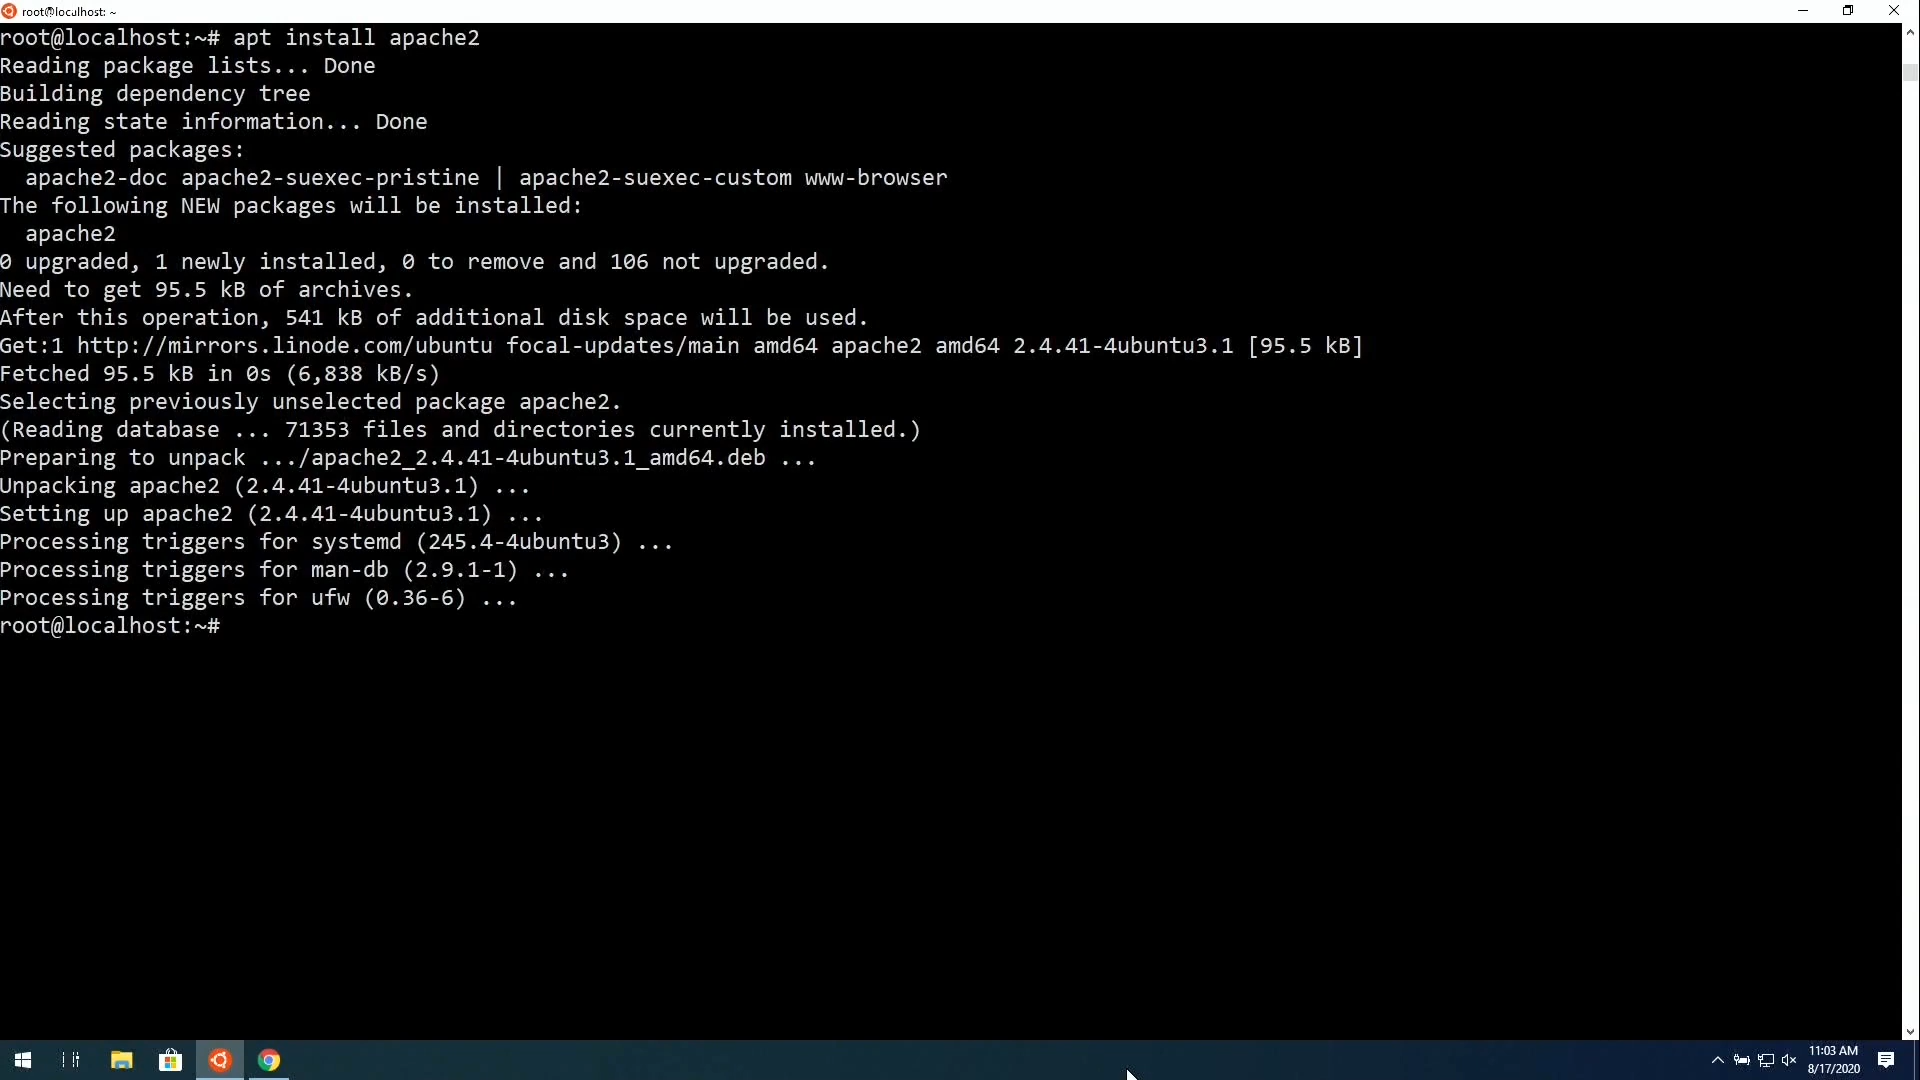 root@localhost: ~
root@localhost:~# apt install apache2
Reading package lists... Done
Building dependency tree
Reading state information... Done
Suggested packages:
  apache2-doc apache2-suexec-pristine | apache2-suexec-custom www-browser
The following NEW packages will be installed:
  apache2
0 upgraded, 1 newly installed, 0 to remove and 106 not upgraded.
Need to get 95.5 kB of archives.
After this operation, 541 kB of additional disk space will be used.
Get:1 http://mirrors.linode.com/ubuntu focal-updates/main amd64 apache2 amd64 2.4.41-4ubuntu3.1 [95.5 kB]
Fetched 95.5 kB in 0s (6,838 kB/s)
Selecting previously unselected package apache2.
(Reading database ... 71353 files and directories currently installed.)
Preparing to unpack .../apache2_2.4.41-4ubuntu3.1_amd64.deb ...
Unpacking apache2 (2.4.41-4ubuntu3.1) ...
Setting up apache2 (2.4.41-4ubuntu3.1) ...
Processing triggers for systemd (245.4-4ubuntu3) ...
Processing triggers for man-db (2.9.1-1) ...
Processing triggers for ufw (0.36-6) ...
root@localhost:~#
11:03 AM
8/17/2020